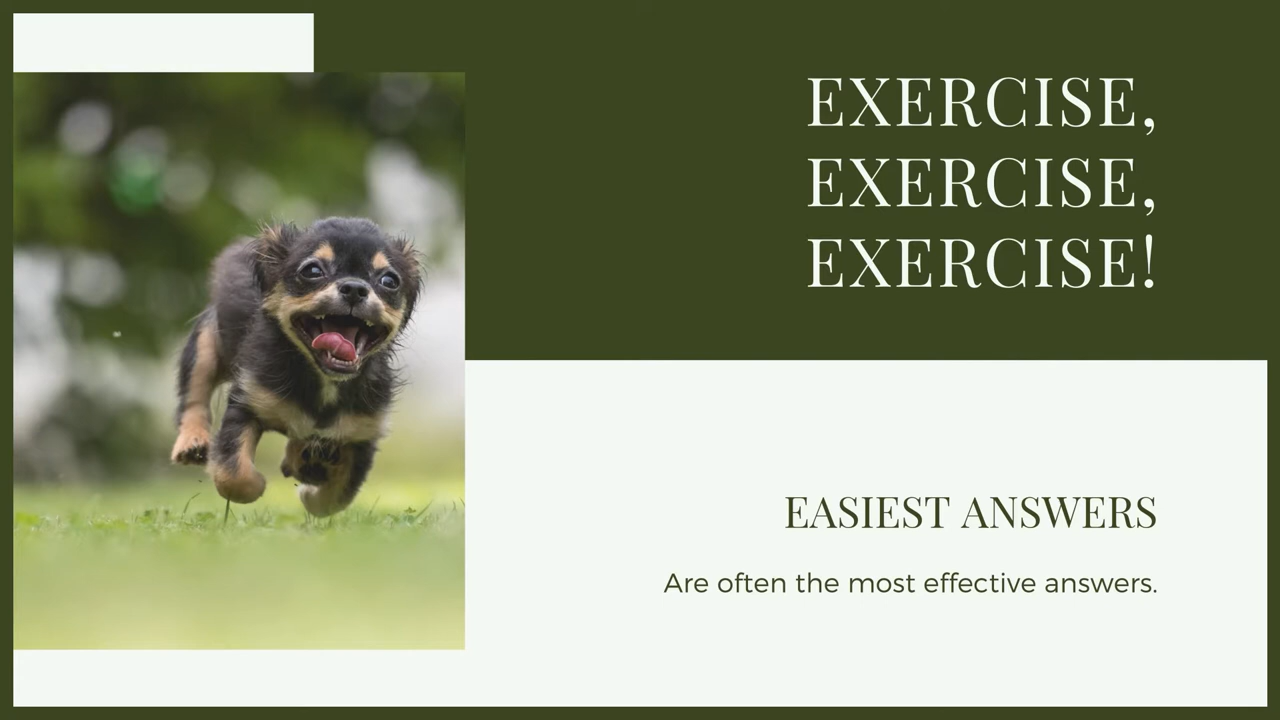 EXERCISE,
EXERCISE,
EXERCISE!
EASIEST ANSWERS
Are often the most effective answers.